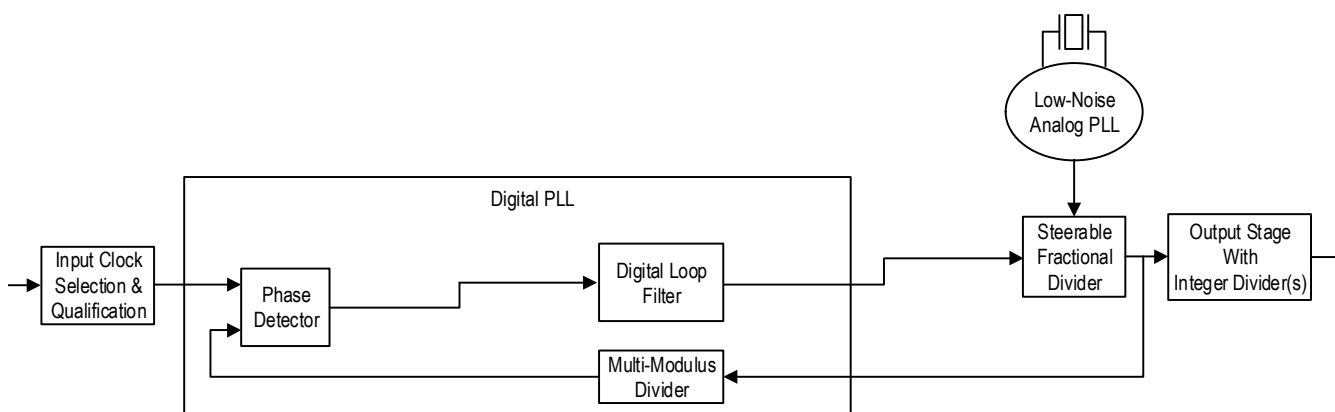 Low-Noise
Analog PLL
Digital PLL
Input Clock
Selection &
Qualification
Phase
Detector
Digital Loop
Filter
Multi-Modulus
Divider
Steerable
Fractional
Divider
Output Stage
With
Integer Divider(s)